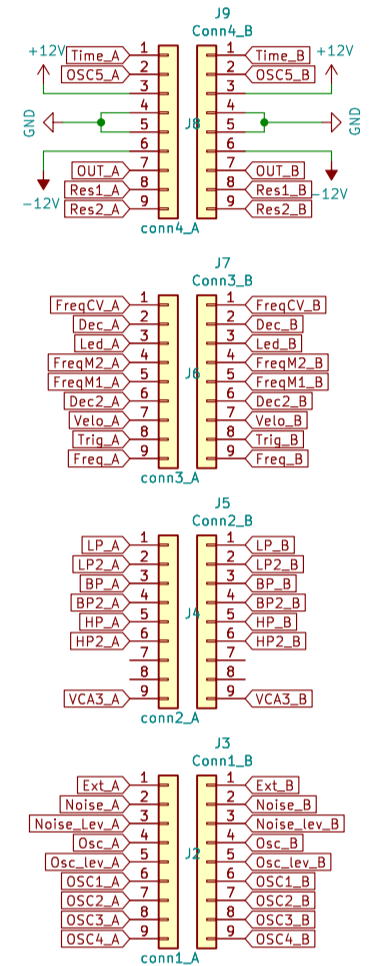 J9
Conn4_B
+12V
+12V
Time_A 1 1 Time_B
OSC5_A 2 2 OSC5_B
3 3
4 4
GND J8 GND
5 5
6 6
OUT_A 7 7 OUT_B
Res1_A 8 8 Res1_B
-12V -12V
Res2_A 9 9 Res2_B
conn4_A
J7
Conn3_B
FreqCV_A 1 1 FreqCV_B
Dec_A 2 2 Dec_B
Led_A 3 3 Led_B
FreqM2_A 4 4 FreqM2_B
J6
FreqM1_A 5 5 FreqM1_B
Dec2_A 6 6 Dec2_B
Velo_A 7 7 Velo_B
Trig_A 8 8 Trig_B
Freq_A 9 9 Freq_B
conn3_A
J5
Conn2_B
LP_A 1 1 LP_B
LP2_A 2 2 LP2_B
BP_A 3 3 BP_B
BP2_A 4 4 BP2_B
J4
HP_A 5 5 HP_B
HP2_A 6 6 HP2_B
7 7
8 8
VCA3_A 9 9 VCA3_B
conn2_A
J3
Conn1_B
Ext_A 1 1 Ext_B
Noise_A 2 2 Noise_B
Noise_Lev_A 3 3 Noise_lev_B
Osc_A 4 4 Osc_B
J2
Osc_lev_A 5 5 Osc_lev_B
OSC1_A 6 6 OSC1_B
OSC2_A 7 7 OSC2_B
OSC3_A 8 8 OSC3_B
OSC4_A 9 9 OSC4_B
conn1_A